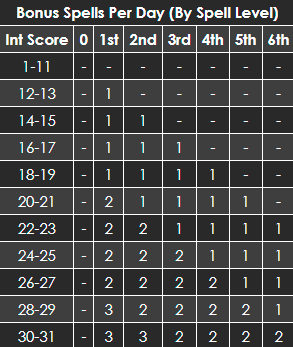 Bonus Spells Per Day (By Spell Level)
Int Score 0 1st 2nd 3rd 4th 5th 6th
1-11 - - - - - - -
12-13 - 1 - - - - -
14-15 - 1 1 - - - -
16-17 - 1 1 1 - - -
18-19 - 1 1 1 1 - -
20-21 - 2 1 1 1 1 -
22-23 - 2 2 1 1 1 1
24-25 - 2 2 2 1 1 1
26-27 - 2 2 2 2 1 1
28-29 - 3 2 2 2 2 1
30-31 - 3 3 2 2 2 2